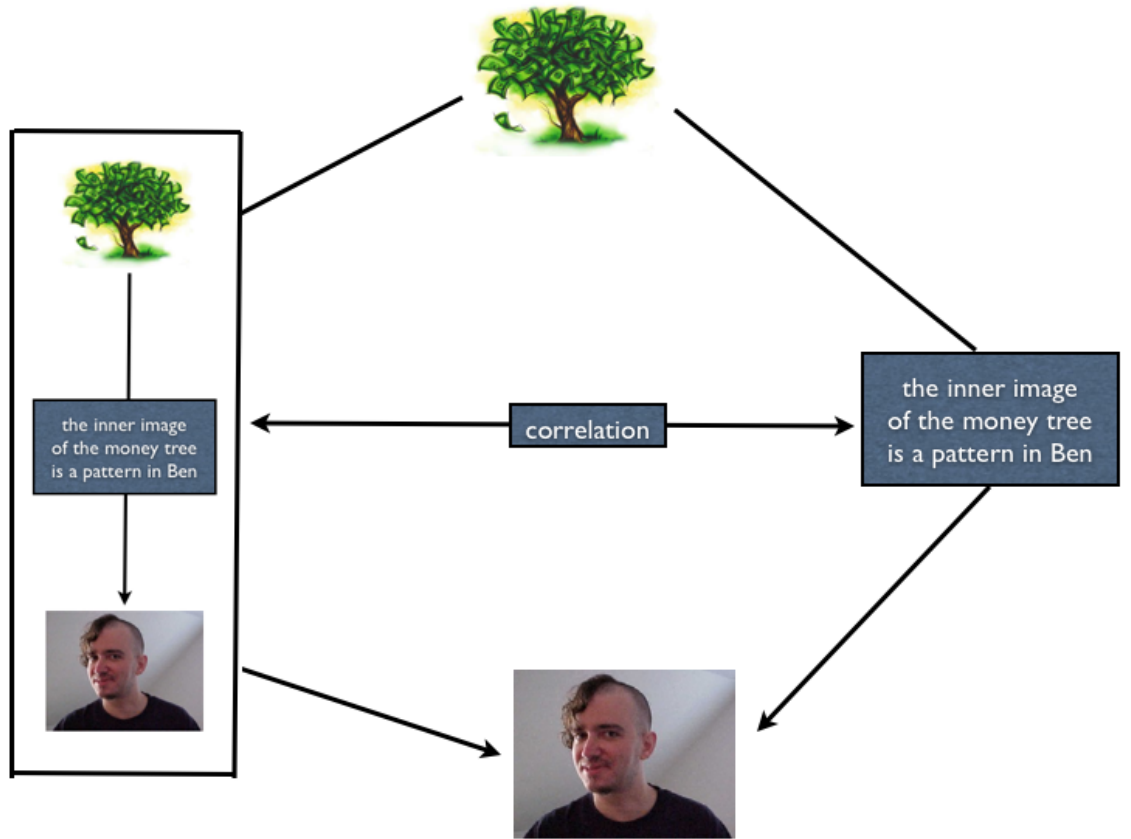 the inner image
of the money tree
is a pattern in Ben
correlation
the inner image
of the money tree
is a pattern in Ben